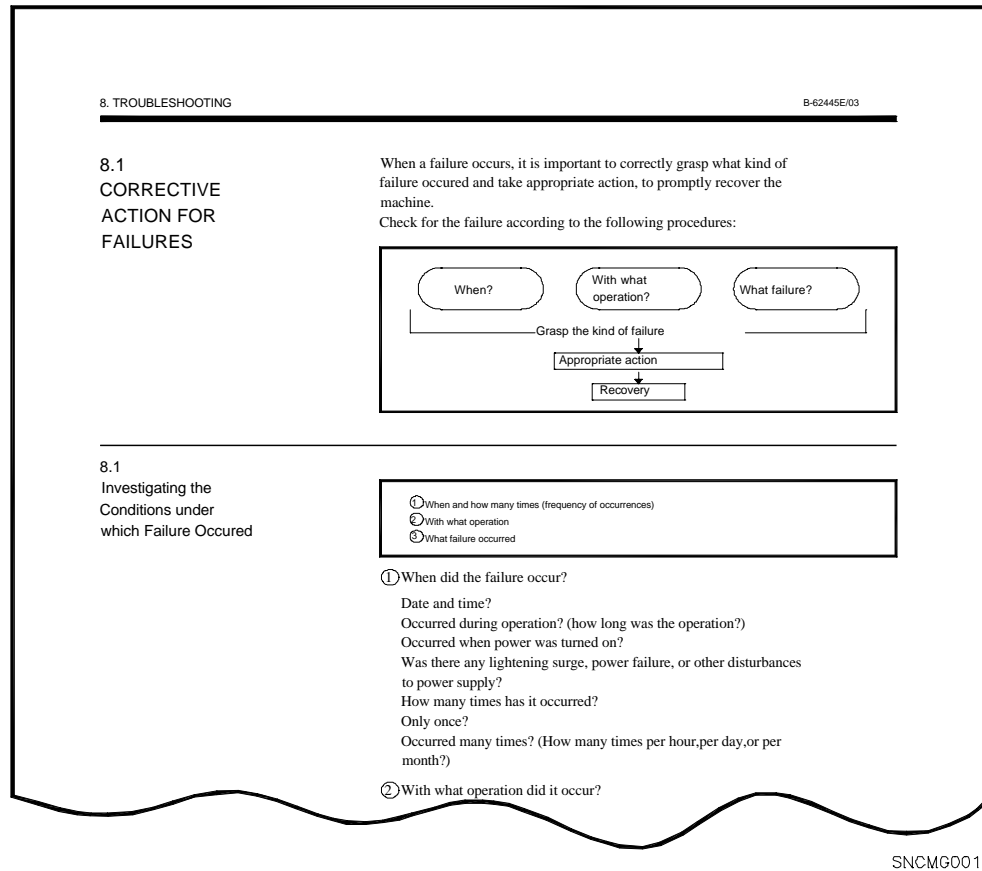 8. TROUBLESHOOTING
B-62445E/03
8.1
CORRECTIVE
ACTION FOR
FAILURES
When a failure occurs, it is important to correctly grasp what kind of
failure occured and take appropriate action, to promptly recover the
machine.
Check for the failure according to the following procedures:
When?
With what
operation?
What failure?
Grasp the kind of failure
Appropriate action
Recovery
8.1
Investigating the
Conditions under
which Failure Occured
1 When and how many times (frequency of occurrences)
2 With what operation
3 What failure occurred
1 When did the failure occur?
Date and time?
Occurred during operation? (how long was the operation?)
Occurred when power was turned on?
Was there any lightening surge, power failure, or other disturbances
to power supply?
How many times has it occurred?
Only once?
Occurred many times? (How many times per hour,per day,or per
month?)
2 With what operation did it occur?
SNCMG001